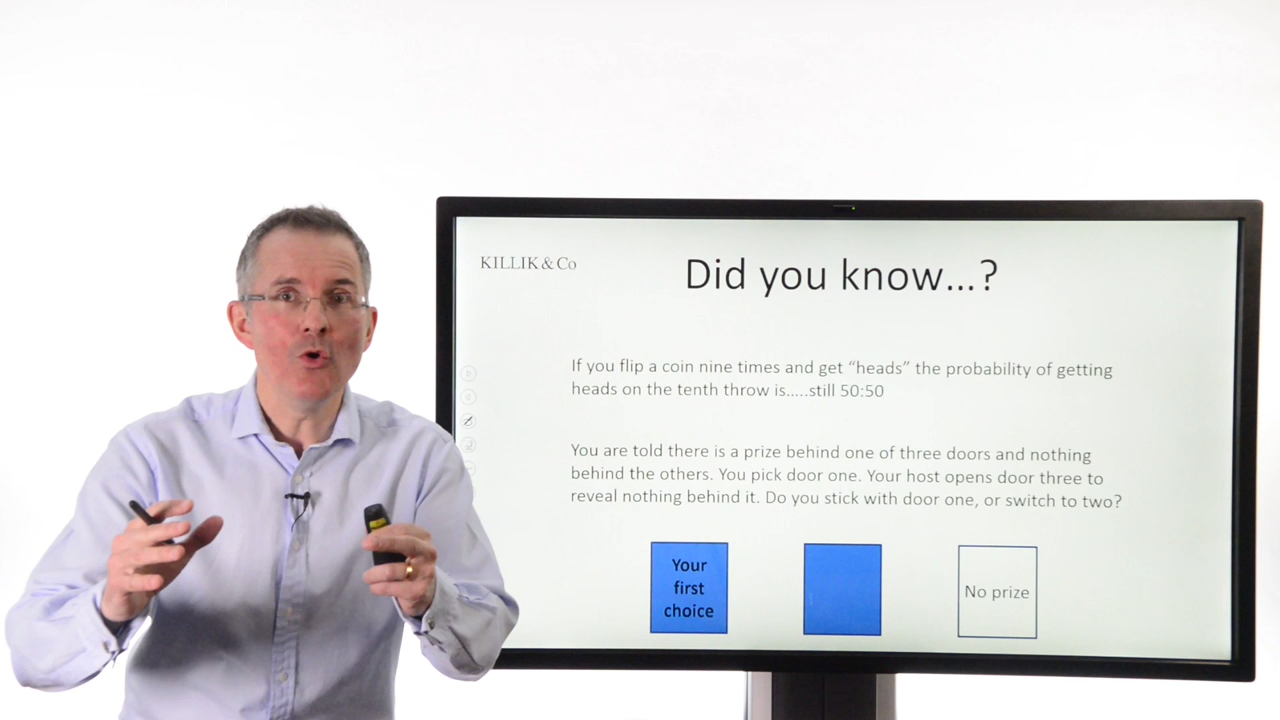 KILLIK & Co
Did you know...?
If you flip a coin nine times and get “heads” the probability of getting
heads on the tenth throw is.....still 50:50
You are told there is a prize behind one of three doors and nothing
behind the others. You pick door one. Your host opens door three to
reveal nothing behind it. Do you stick with door one, or switch to two?
Your
first
choice
No prize